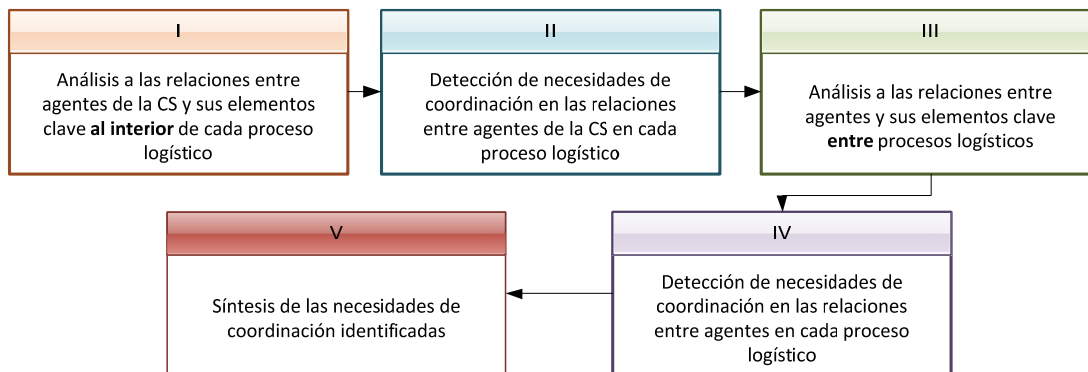 I
Análisis a las relaciones entre
agentes de la CS y sus elementos
clave al interior de cada proceso
logístico
II
Detección de necesidades de
coordinación en las relaciones
entre agentes de la CS en cada
proceso logístico
III
Análisis a las relaciones entre
agentes y sus elementos clave
entre procesos logísticos
IV
Detección de necesidades de
coordinación en las relaciones
entre agentes en cada proceso
logístico
V
Síntesis de las necesidades de
coordinación identificadas